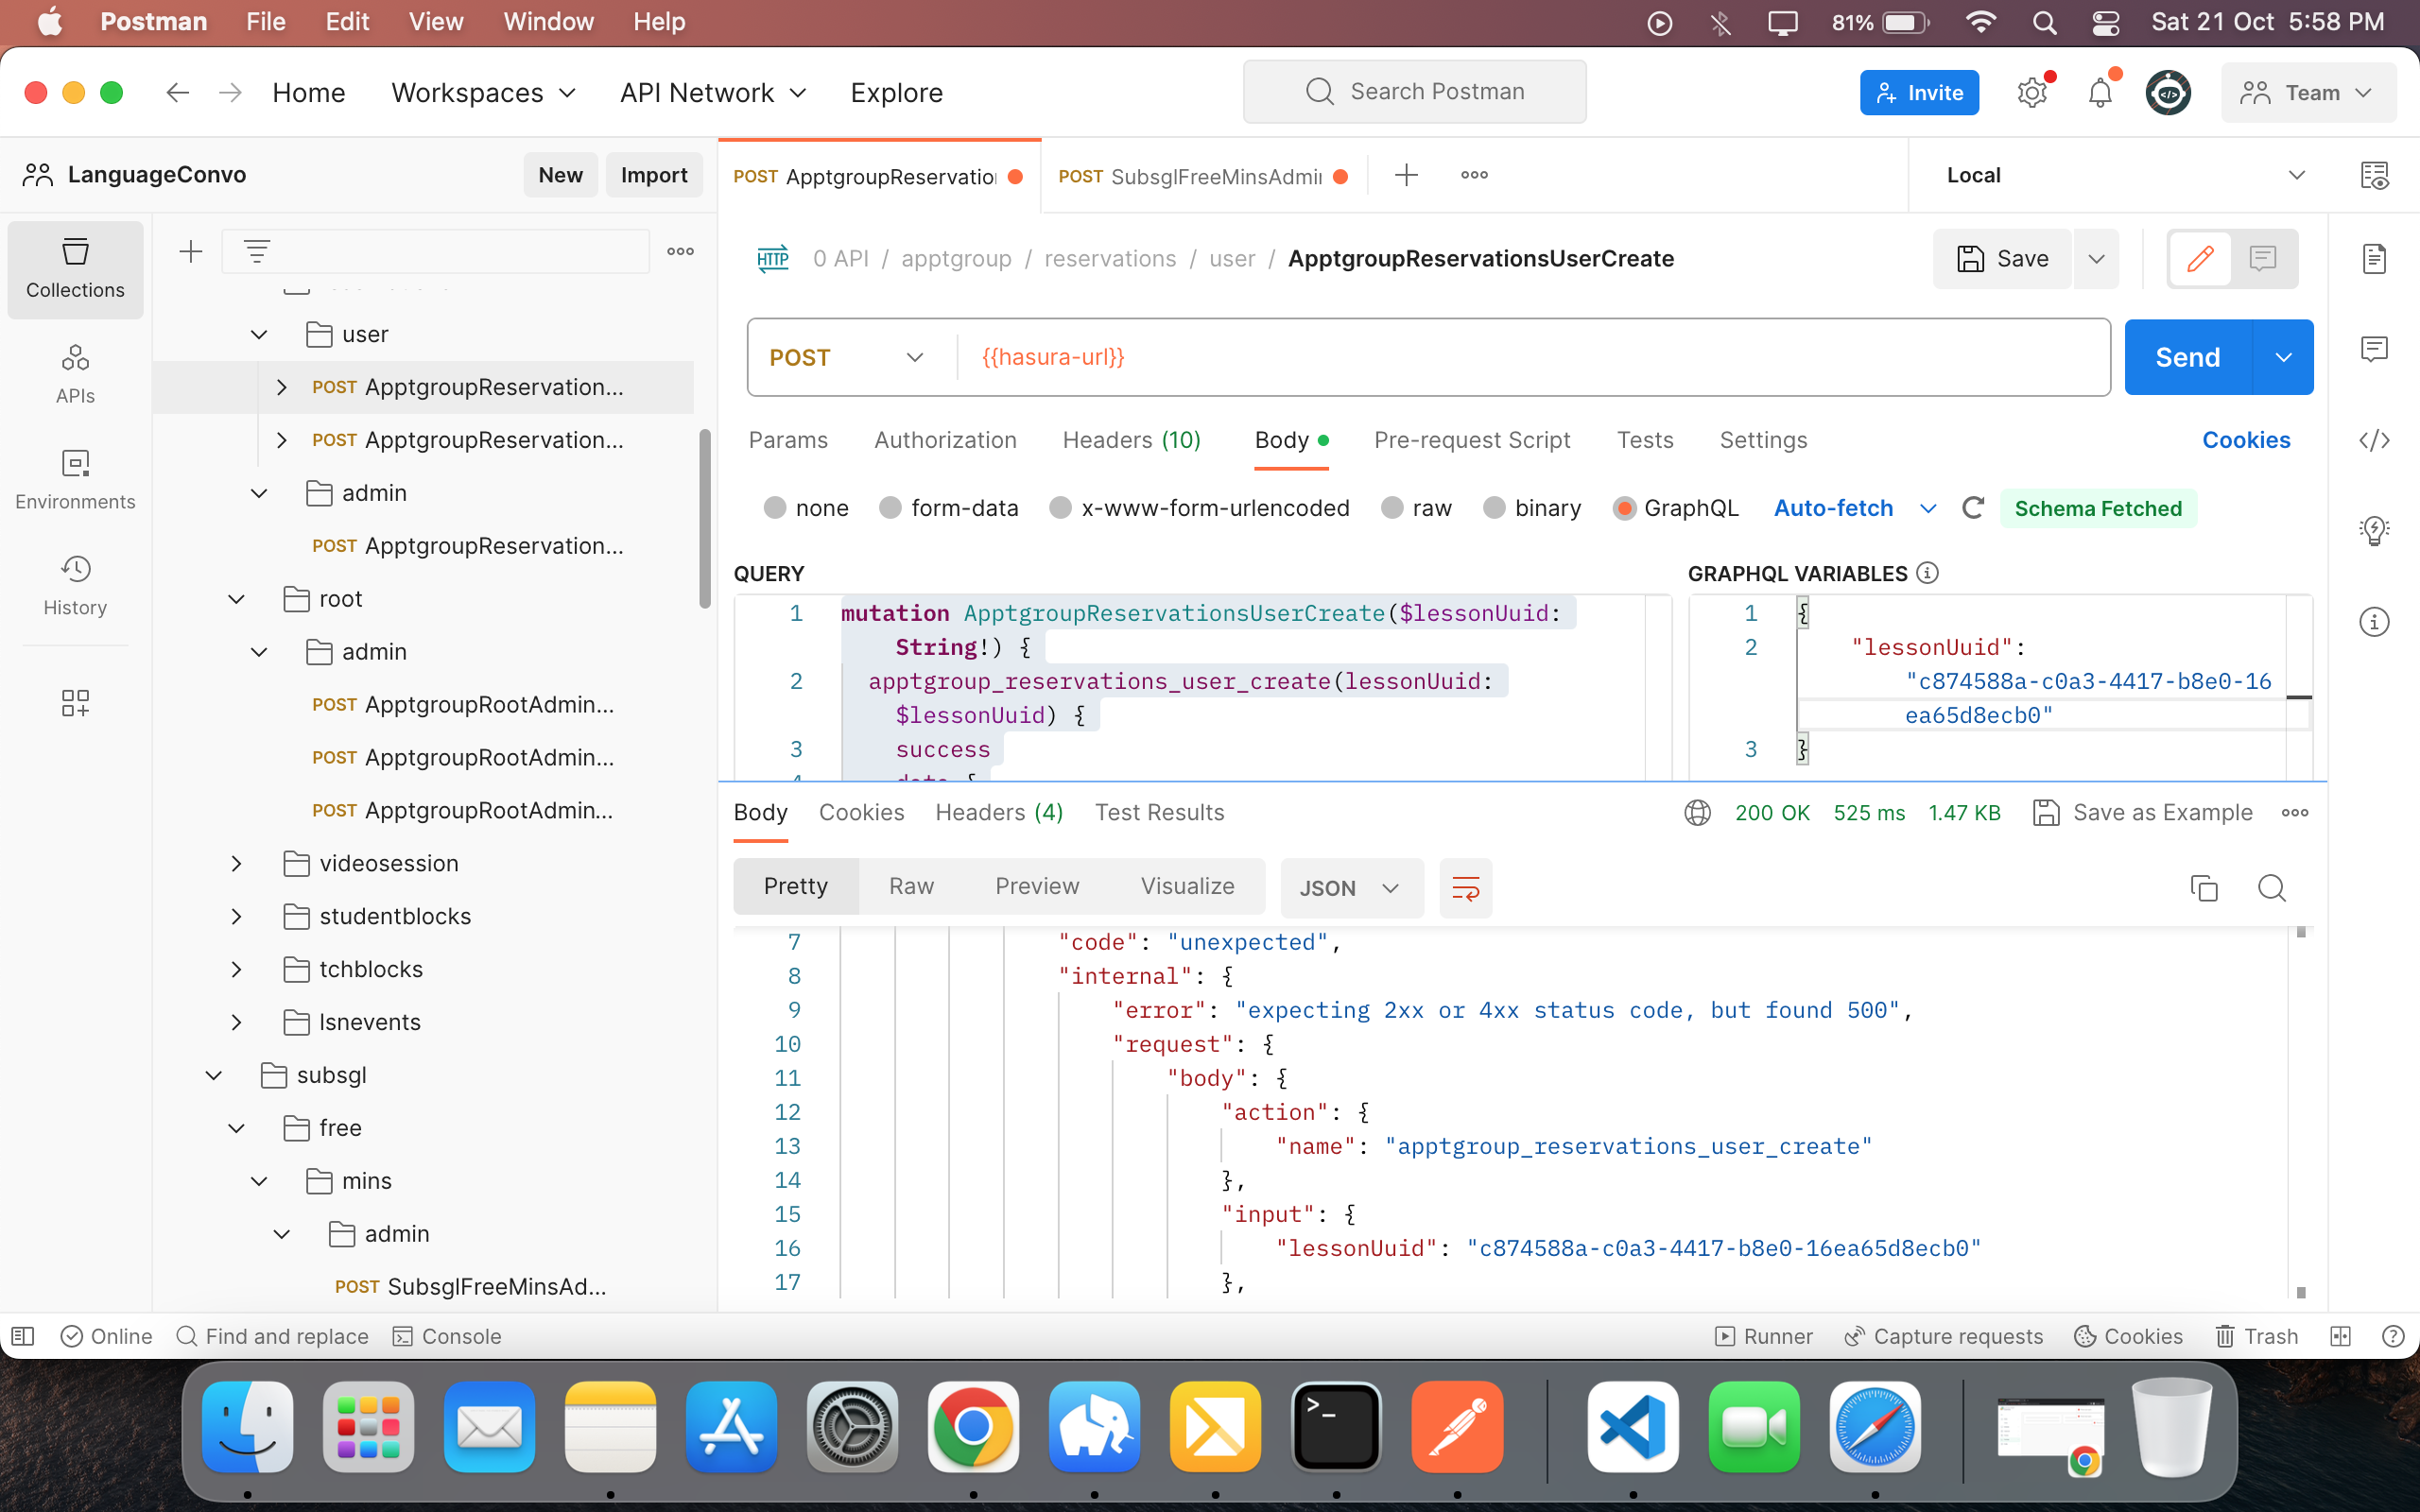 Postman File Edit View Window Help 81% Sat 21 Oct 5:58 PM
Home Workspaces API Network Explore Search Postman Invite Team
LanguageConvo New Import POST ApptgroupReservation POST SubsglFreeMinsAdmin Local
Collections
APIs
Environments
History
user
POST ApptgroupReservation...
POST ApptgroupReservation...
admin
POST ApptgroupReservation...
root
admin
POST ApptgroupRootAdmin...
POST ApptgroupRootAdmin...
POST ApptgroupRootAdmin...
videosession
studentblocks
tchblocks
lsnevents
subsgl
free
mins
admin
POST SubsglFreeMinsAd...
HTTP 0 API / apptgroup / reservations / user / ApptgroupReservationsUserCreate Save
POST {{hasura-url}} Send
Params Authorization Headers (10) Body Pre-request Script Tests Settings Cookies
none form-data x-www-form-urlencoded raw binary GraphQL Auto-fetch Schema Fetched
QUERY
1 mutation ApptgroupReservationsUserCreate($lessonUuid:
String!) {
2 apptgroup_reservations_user_create(lessonUuid:
$lessonUuid) {
3 success
4 data {
GRAPHQL VARIABLES
1 {
2 "lessonUuid":
"c874588a-c0a3-4417-b8e0-16
ea65d8ecb0"
3 }
Body Cookies Headers (4) Test Results 200 OK 525 ms 1.47 KB Save as Example
Pretty Raw Preview Visualize JSON
7 "code": "unexpected",
8 "internal": {
9 "error": "expecting 2xx or 4xx status code, but found 500",
10 "request": {
11 "body": {
12 "action": {
13 "name": "apptgroup_reservations_user_create"
14 },
15 "input": {
16 "lessonUuid": "c874588a-c0a3-4417-b8e0-16ea65d8ecb0"
17 },
Online Find and replace Console Runner Capture requests Cookies Trash